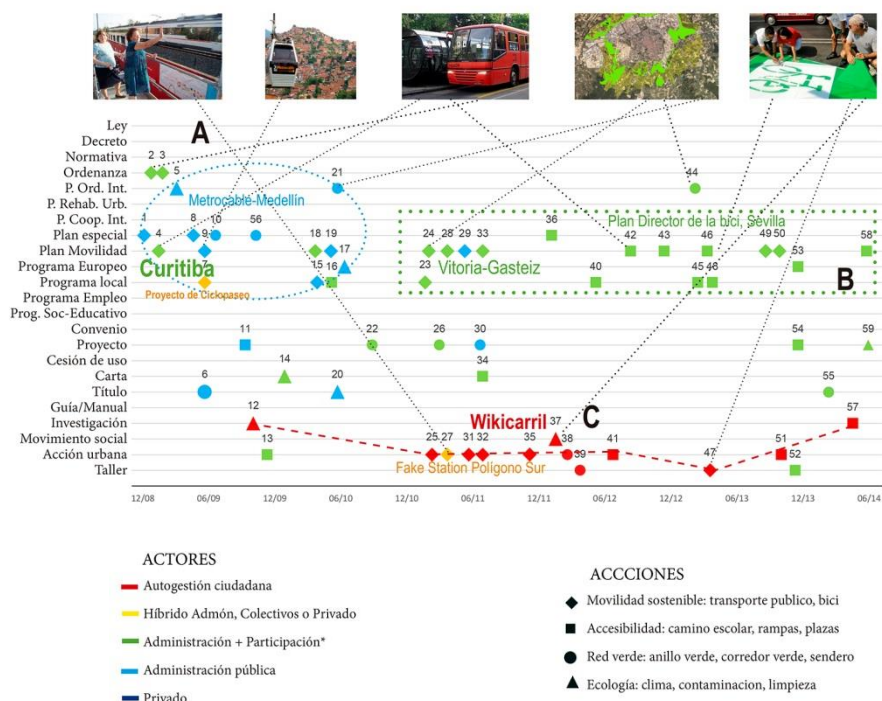 A
Ley
Decreto
Normativa
2 3
Ordenanza
5
21
44
P. Ord. Int.
Metrocable-Medellín
P. Rehab. Urb.
1
8
10
56
36
Plan Director de la bici, Sevilla
P. Coop. Int.
Plan especial
4
9
18 19
24 28 29 33
42 43 46 49 50 58
Plan Movilidad
17
Curitiba
Vitoria-Gasteiz
53
Programa Europeo
7
15 16
23
40
45 48
B
Programa local
Proyecto de Ciclopaseo
Programa Empleo
Prog. Soc-Educativo
Convenio
11
22
26
30
54
59
Proyecto
34
Cesión de uso
14
Carta
6
20
55
Título
Guía/Manual
12
Wikicarril
37
C
57
Investigación
Movimiento social
13
25 27 31 32 35 38 41
47
51
Acción urbana
Fake Station Polígono Sur
39
52
Taller
12/08 06/09 12/09 06/10 12/10 06/11 12/11 06/12 12/12 06/13 12/13 06/14
ACTORES
Autogestión ciudadana
Híbrido Admón, Colectivos o Privado
Administración + Participación*
Administración pública
Privado
ACCCIONES
Movilidad sostenible: transporte publico, bici
Accesibilidad: camino escolar, rampas, plazas
Red verde: anillo verde, corredor verde, sendero
Ecología: clima, contaminacion, limpieza